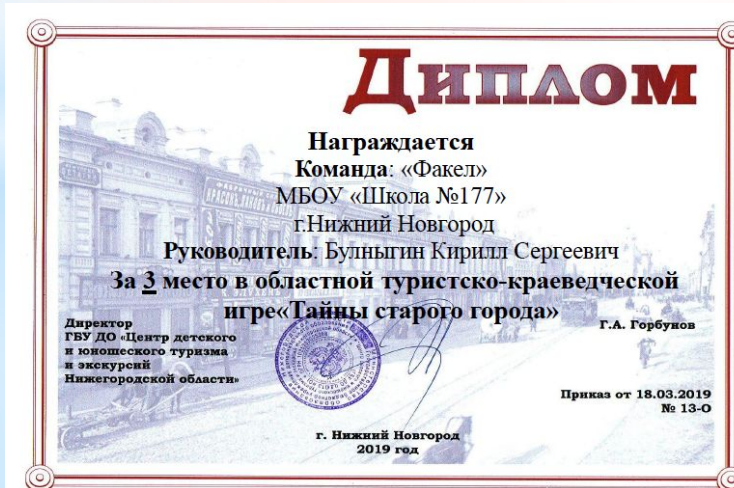 Диплом
Награждается
Команда: «Факел»
МБОУ «Школа №177»
г.Нижний Новгород
Руководитель: Булныгин Кирилл Сергеевич
За 3 место в областной туристско-краеведческой
игре«Тайны старого города»
Директор
ГБУ ДО «Центр детского
и юношеского туризма
и экскурсий
Нижегородской области»
Г.А. Горбунов
Приказ от 18.03.2019
№ 13-О
г. Нижний Новгород
2019 год